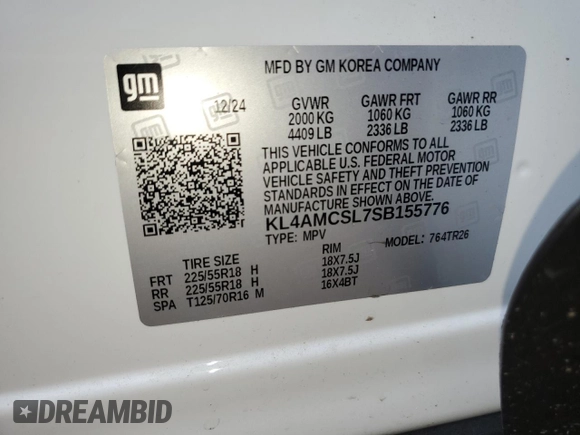 gm
MFD BY GM KOREA COMPANY
12/24 GVWR GAWR FRT GAWR RR
2000 KG 1060 KG 1060 KG
4409 LB 2336 LB 2336 LB
THIS VEHICLE CONFORMS TO ALL
APPLICABLE U.S. FEDERAL MOTOR
VEHICLE SAFETY AND THEFT PREVENTION
STANDARDS IN EFFECT ON THE DATE OF
MANUFACTURE SHOWN ABOVE.
KL4AMCSL7SB155776
TYPE: MPV MODEL: 764TR26
TIRE SIZE RIM
FRT 225/55R18 H 18X7.5J
RR 225/55R18 H 18X7.5J
SPA T125/70R16 M 16X4BT
DREAMBID